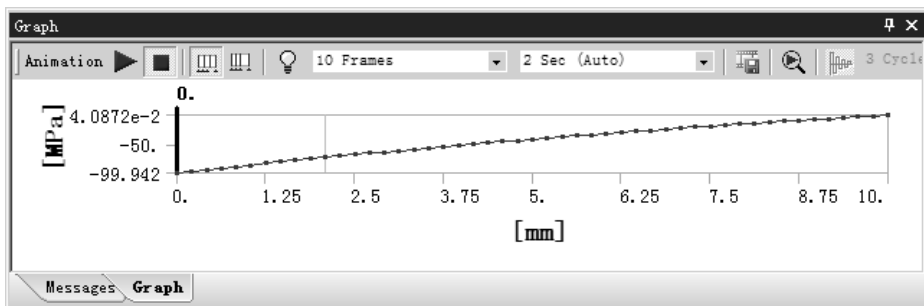 Graph
Animation 10 Frames 2 Sec (Auto) 3 Cycle
0.
4.0872e-2
-50.
-99.942
[MPa]
0. 1.25 2.5 3.75 5. 6.25 7.5 8.75 10.
[mm]
Messages Graph